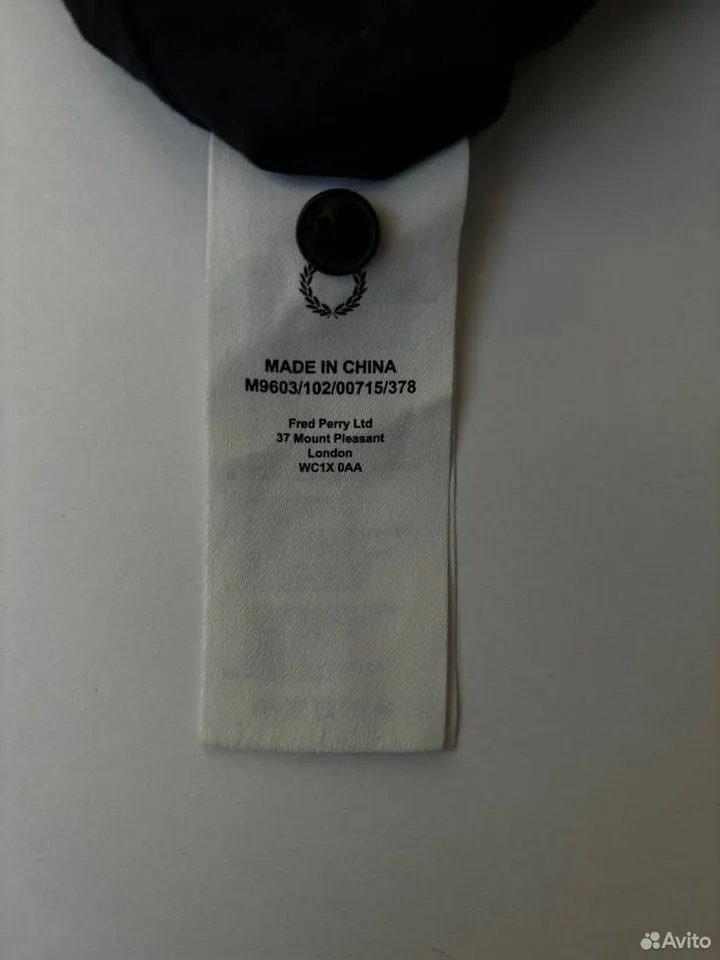 MADE IN CHINA
M9603/102/00715/378
Fred Perry Ltd
37 Mount Pleasant
London
WC1X 0AA
Avito